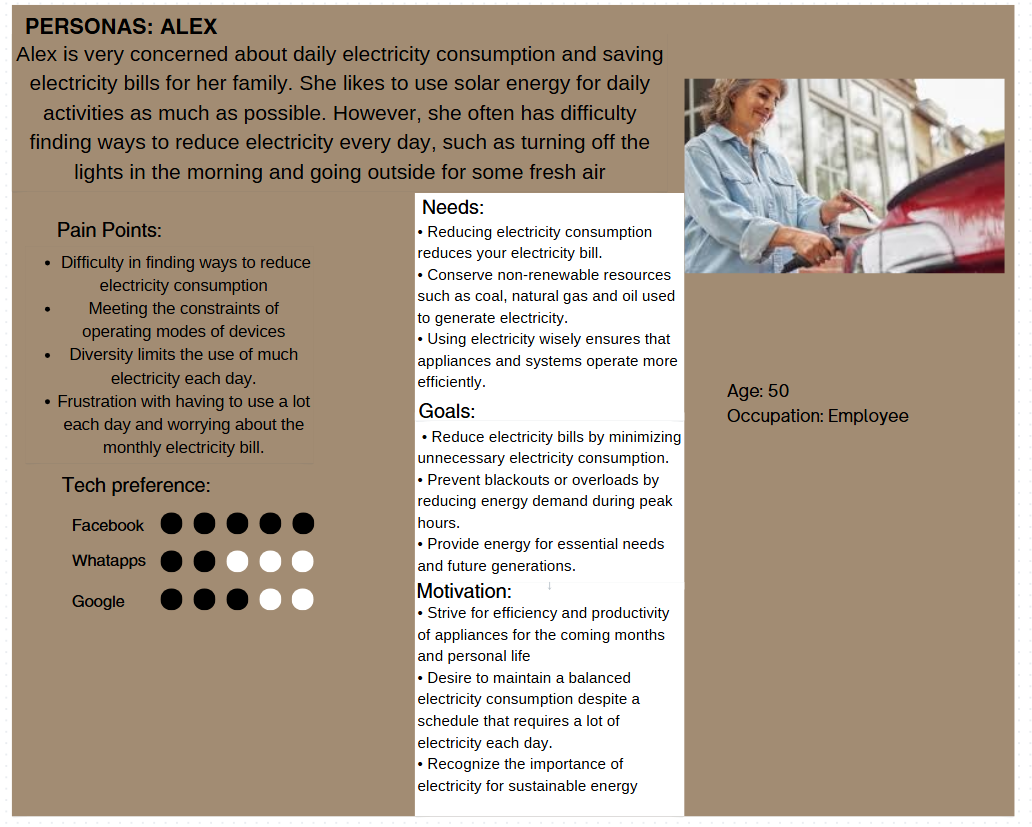 PERSONAS: ALEX
Alex is very concerned about daily electricity consumption and saving
electricity bills for her family. She likes to use solar energy for daily
activities as much as possible. However, she often has difficulty
finding ways to reduce electricity every day, such as turning off the
lights in the morning and going outside for some fresh air
Pain Points:
• Difficulty in finding ways to reduce
electricity consumption
• Meeting the constraints of
operating modes of devices
• Diversity limits the use of much
electricity each day.
• Frustration with having to use a lot
each day and worrying about the
monthly electricity bill.
Tech preference:
Facebook
Whatapps
Google
Needs:
• Reducing electricity consumption
reduces your electricity bill.
• Conserve non-renewable resources
such as coal, natural gas and oil used
to generate electricity.
• Using electricity wisely ensures that
appliances and systems operate more
efficiently.
Goals:
• Reduce electricity bills by minimizing
unnecessary electricity consumption.
• Prevent blackouts or overloads by
reducing energy demand during peak
hours.
• Provide energy for essential needs
and future generations.
Motivation:
• Strive for efficiency and productivity
of appliances for the coming months
and personal life
• Desire to maintain a balanced
electricity consumption despite a
schedule that requires a lot of
electricity each day.
• Recognize the importance of
electricity for sustainable energy
Age: 50
Occupation: Employee